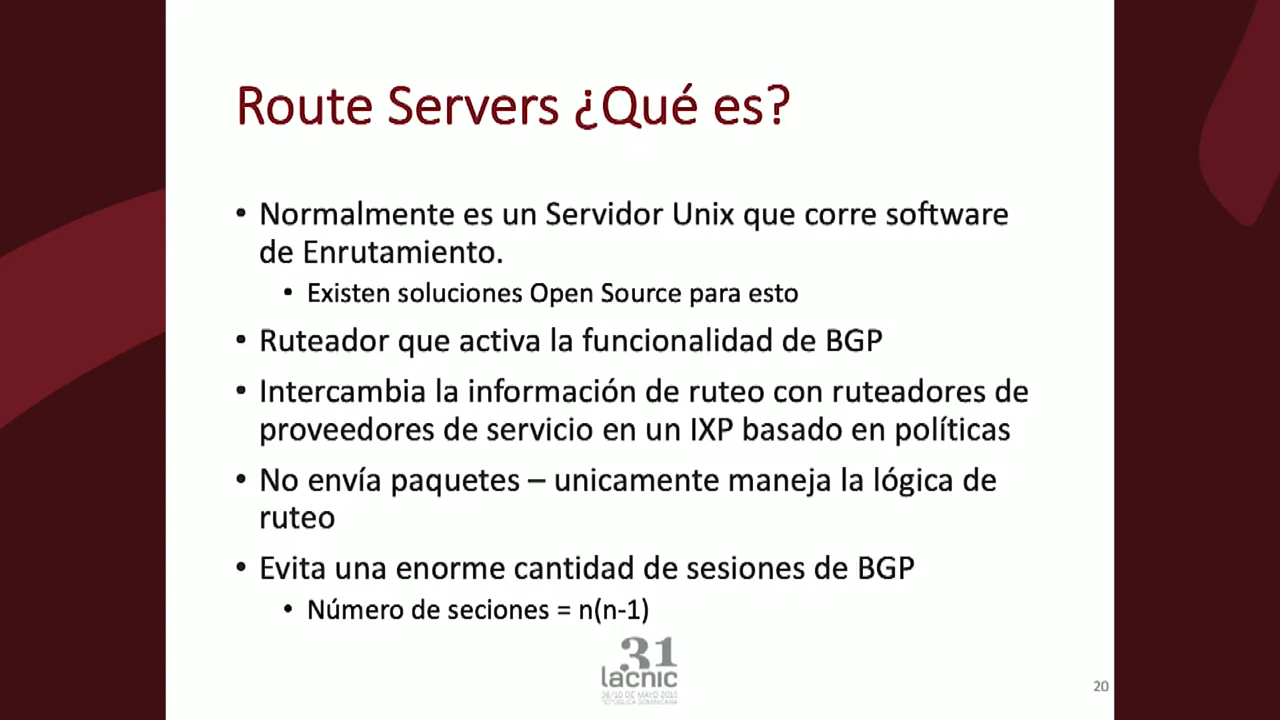 Route Servers ¿Qué es?
• Normalmente es un Servidor Unix que corre software
de Enrutamiento.
• Existen soluciones Open Source para esto
• Ruteador que activa la funcionalidad de BGP
• Intercambia la información de ruteo con ruteadores de
proveedores de servicio en un IXP basado en políticas
• No envía paquetes – unicamente maneja la lógica de
ruteo
• Evita una enorme cantidad de sesiones de BGP
• Número de seciones = n(n-1)
31
lacnic
REPÚBLICA DOMINICANA
20